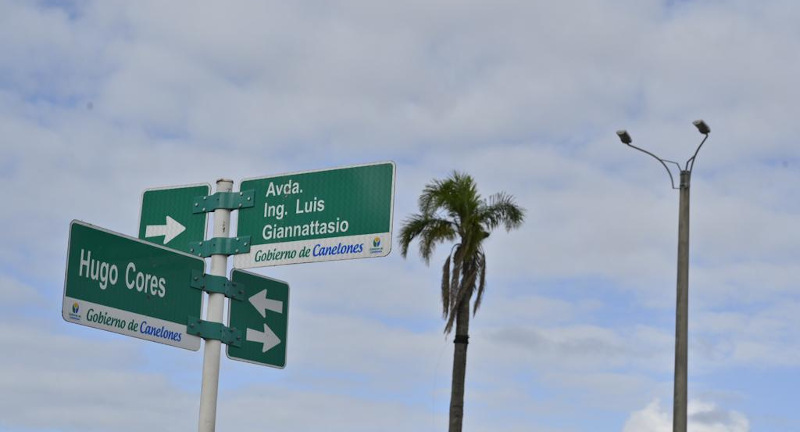 Avda.
Ing. Luis
Giannattasio
Gobierno de Canelones
Hugo Cores
Gobierno de Canelones